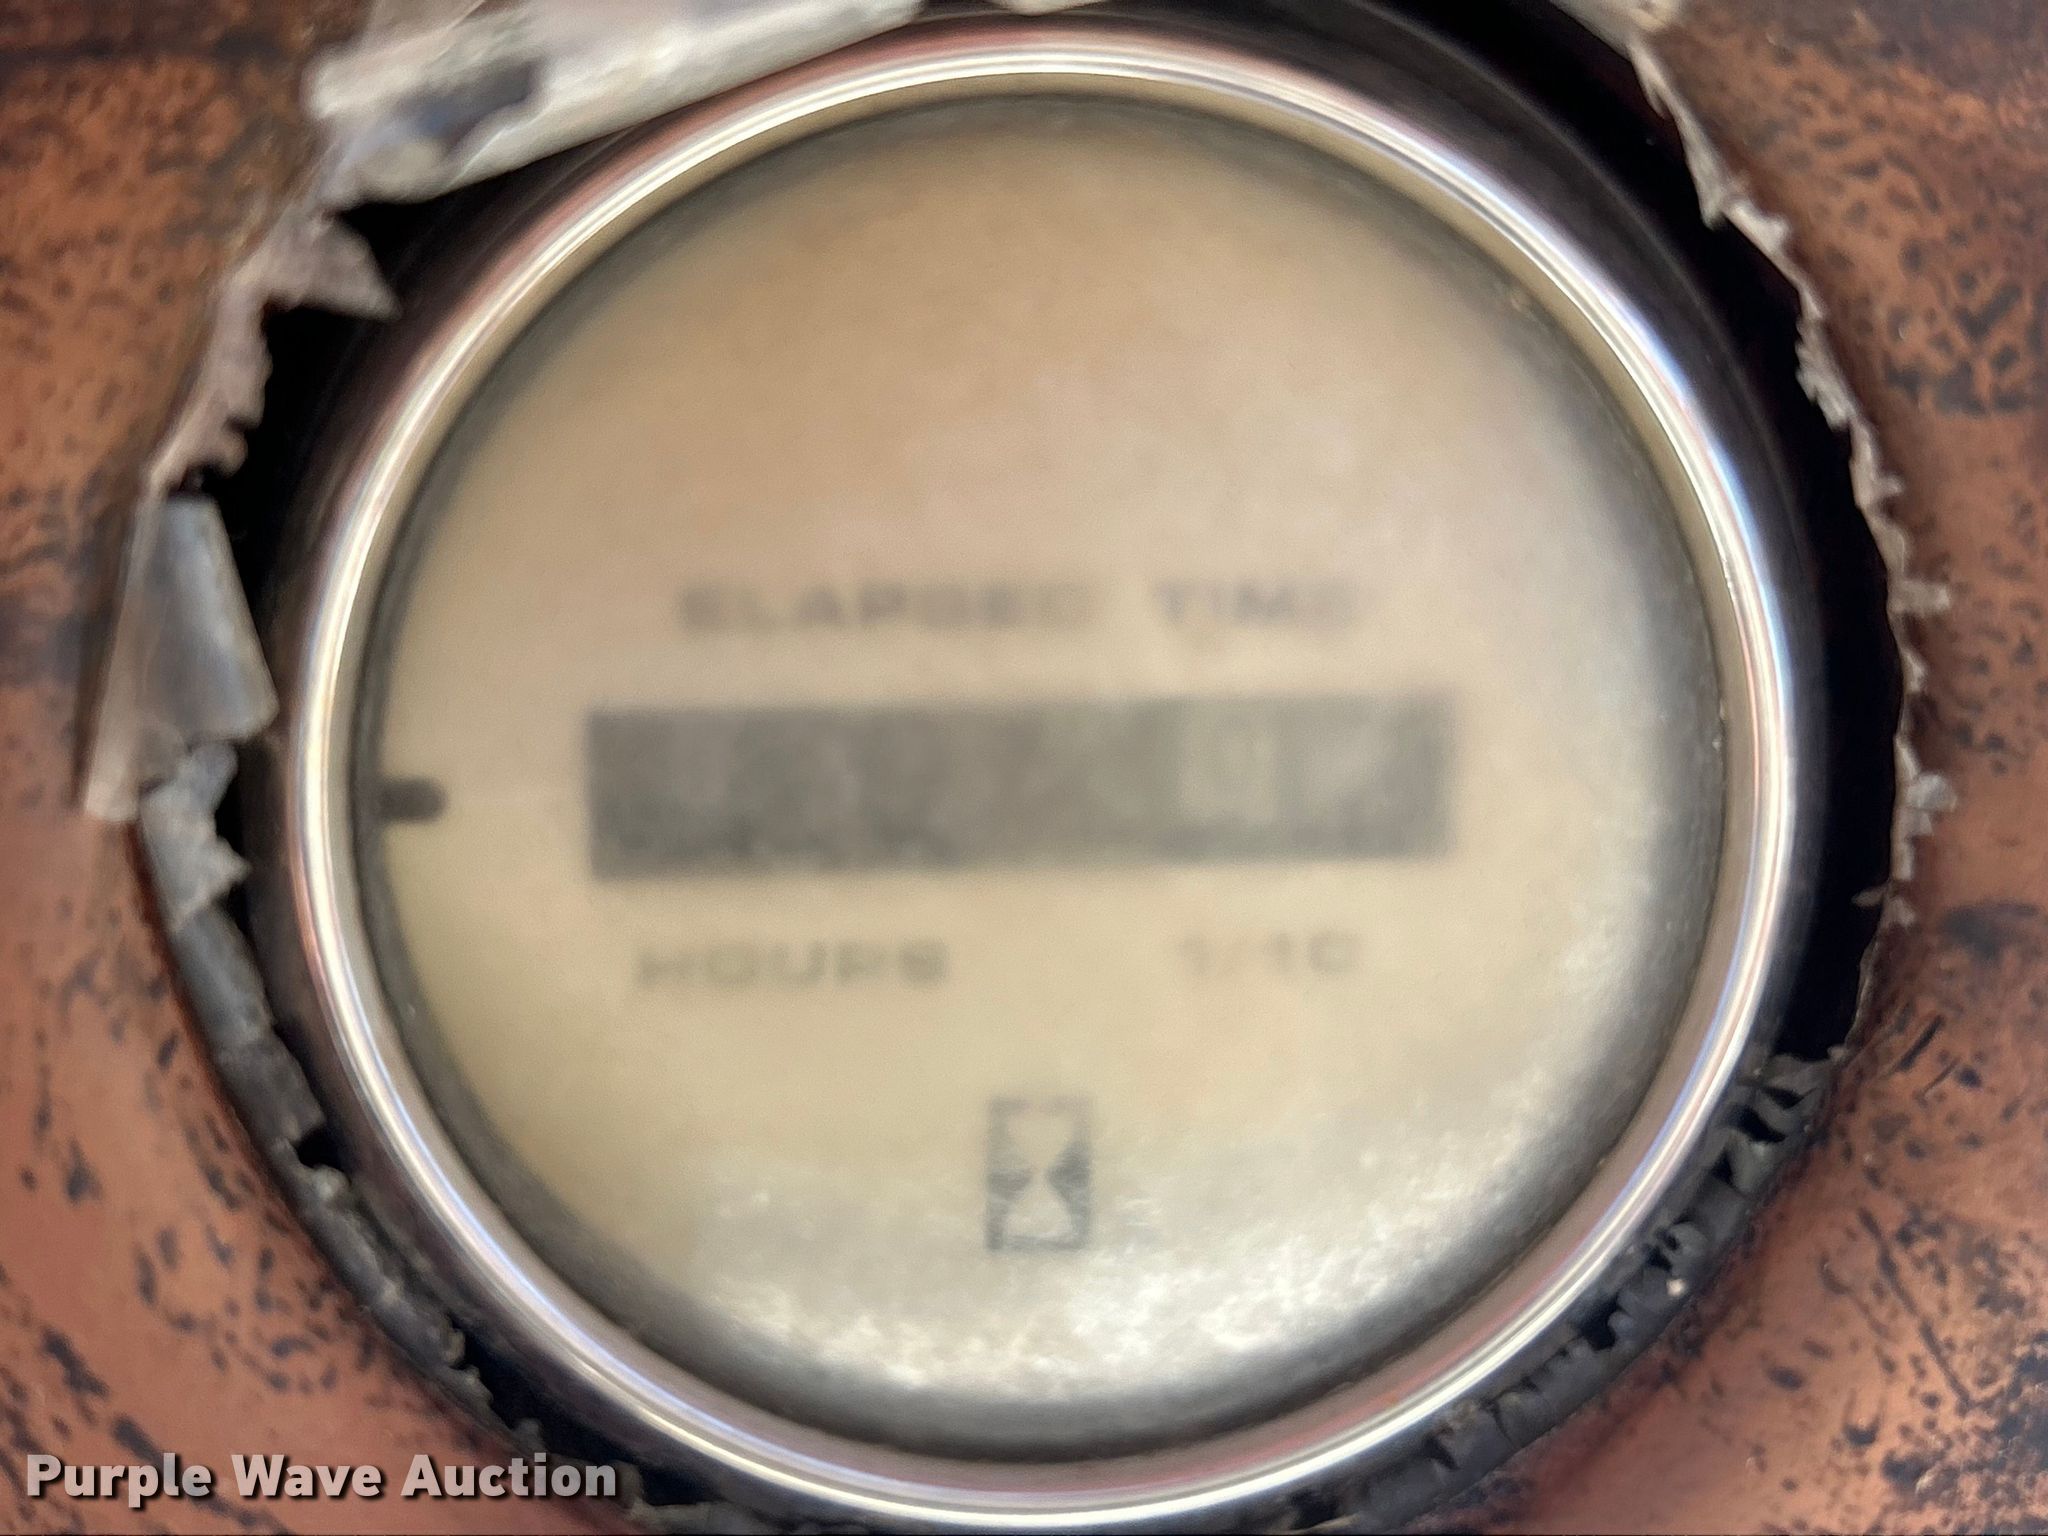 ELAPSED TIME
HOURS 1/10
Purple Wave Auction